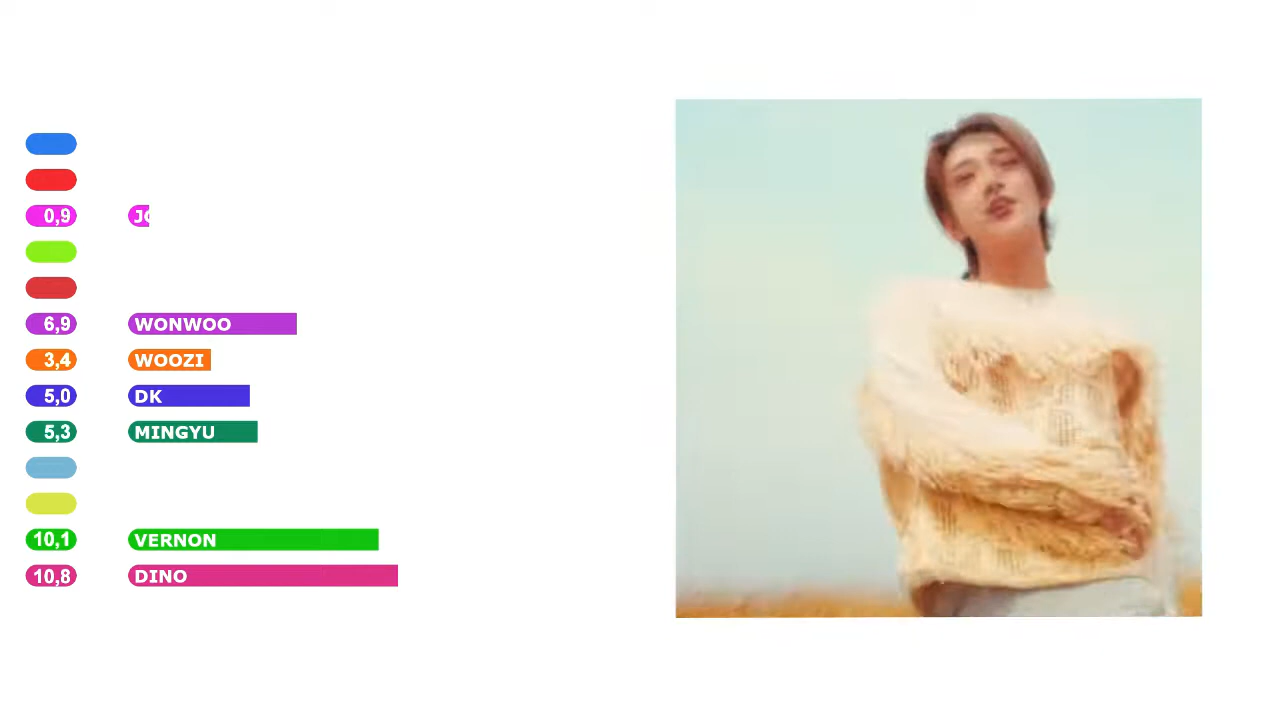 0,9 JO
6,9 WONWOO
3,4 WOOZI
5,0 DK
5,3 MINGYU
10,1 VERNON
10,8 DINO